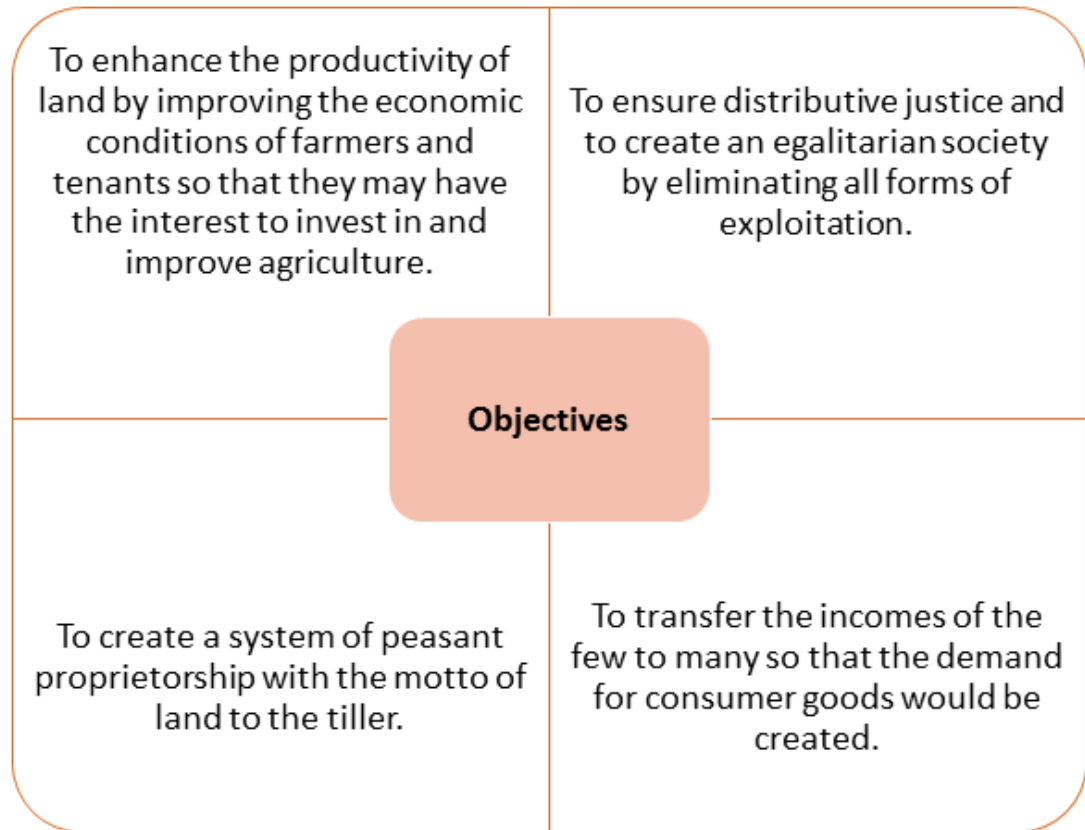 To enhance the productivity of
land by improving the economic
conditions of farmers and
tenants so that they may have
the interest to invest in and
improve agriculture.
To ensure distributive justice and
to create an egalitarian society
by eliminating all forms of
exploitation.
Objectives
To create a system of peasant
proprietorship with the motto of
land to the tiller.
To transfer the incomes of the
few to many so that the demand
for consumer goods would be
created.